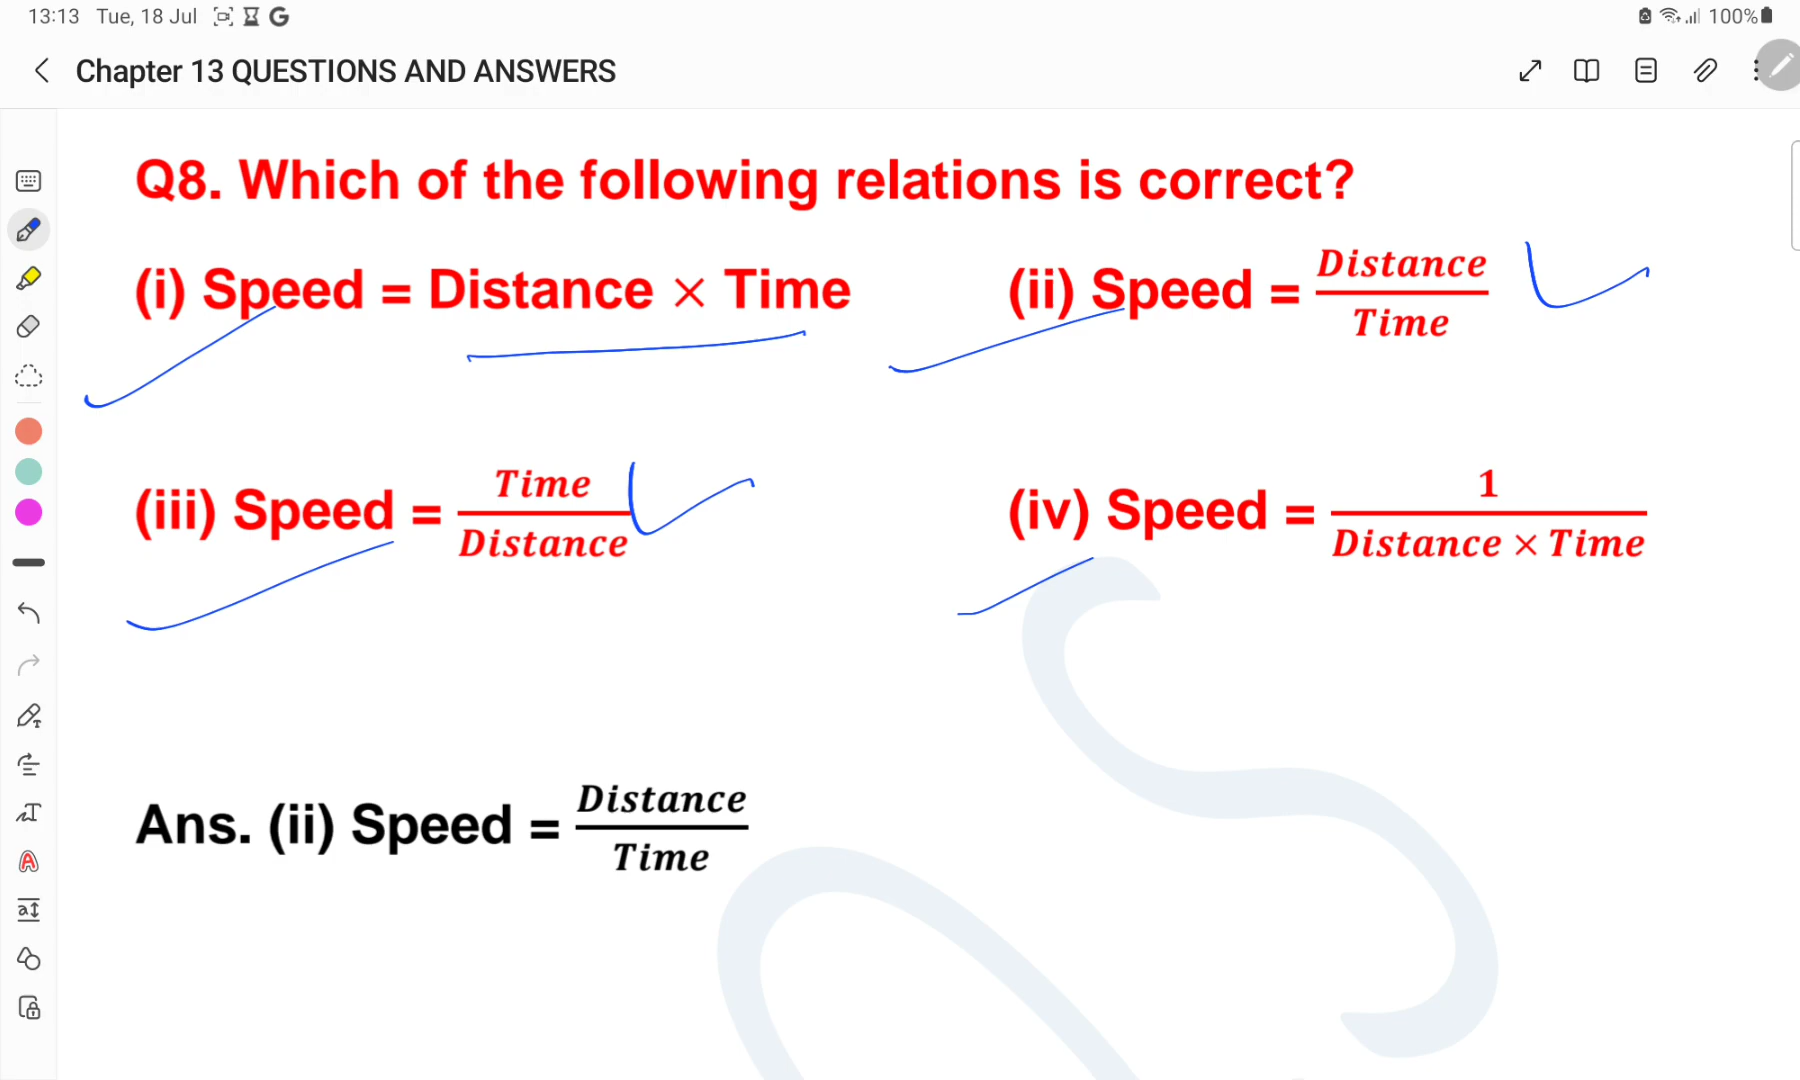 13:13 Tue, 18 Jul G 100%
Chapter 13 QUESTIONS AND ANSWERS
Q8. Which of the following relations is correct?
(i) Speed = Distance × Time
(ii) Speed = Distance
Time
(iii) Speed = Time
Distance
(iv) Speed = 1
Distance × Time
Ans. (ii) Speed = Distance
Time